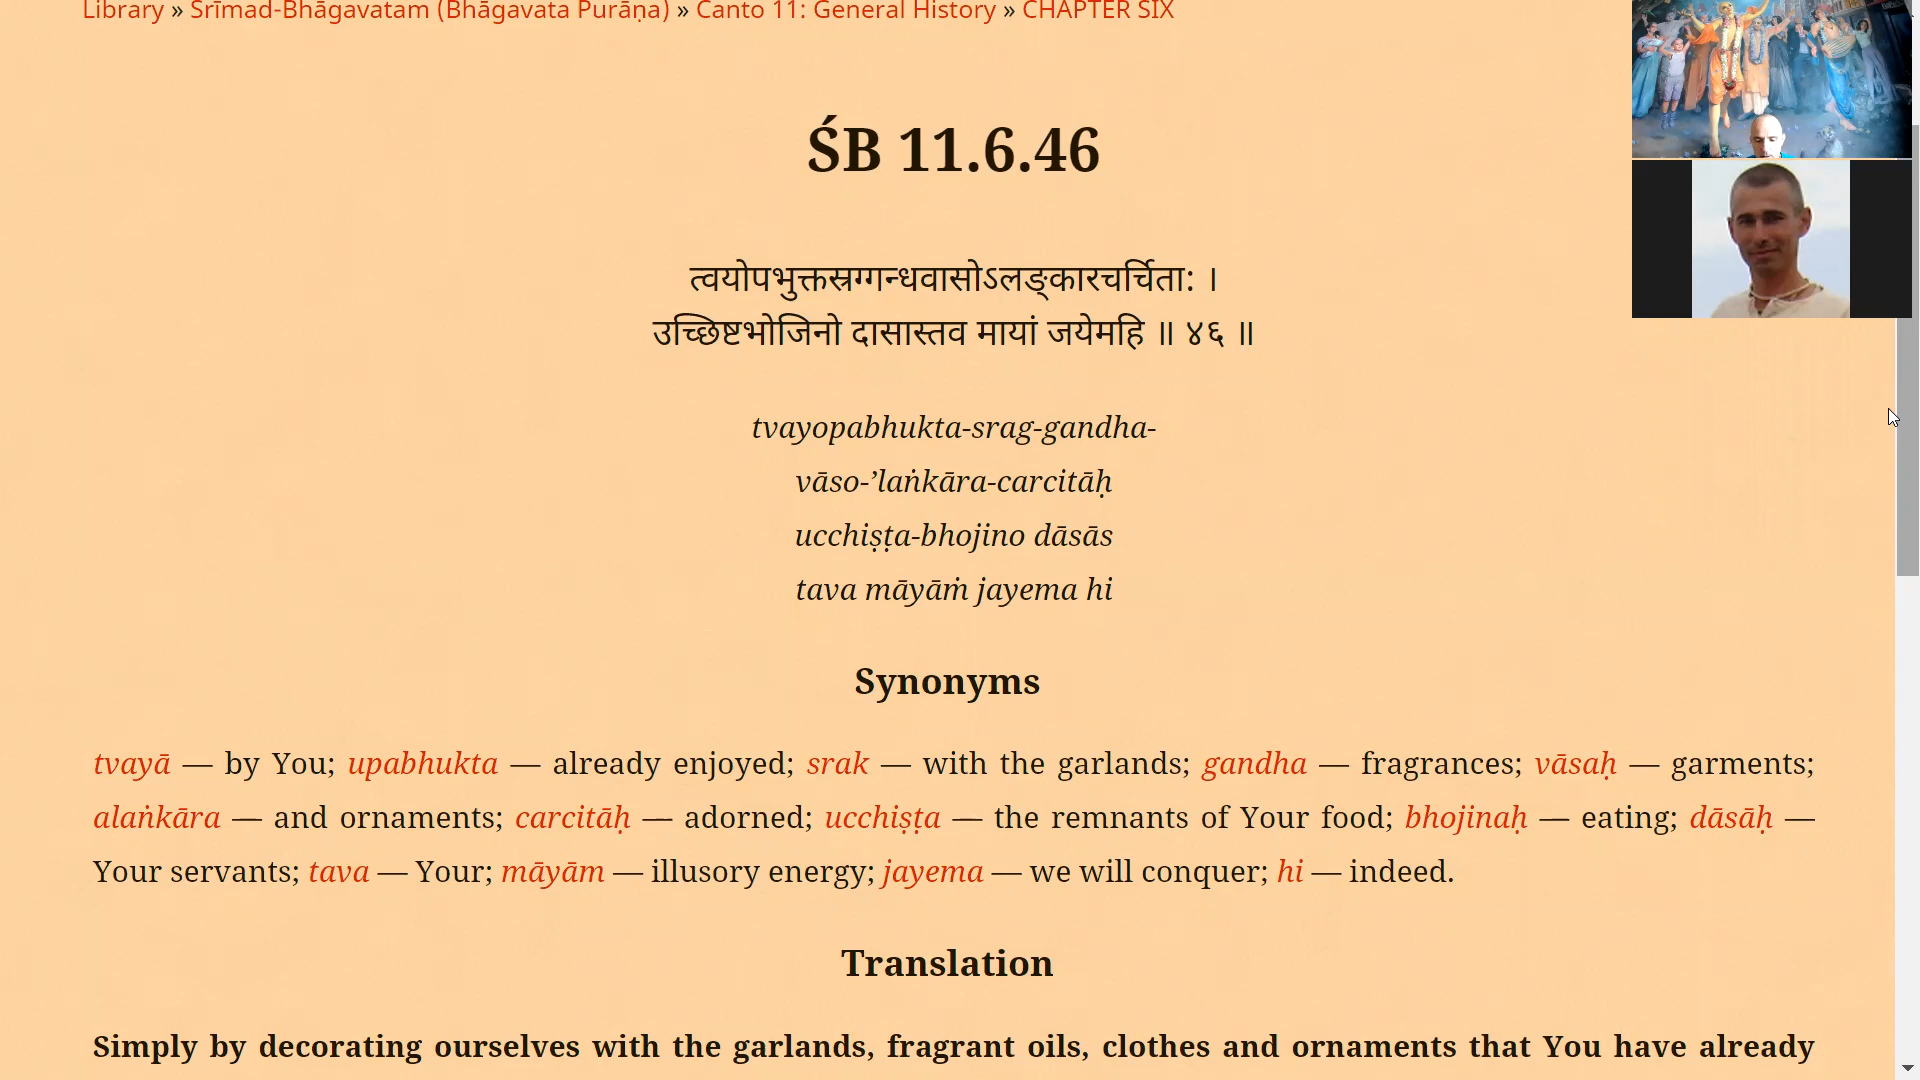 Library » Śrīmad-Bhāgavatam (Bhāgavata Purāṇa) » Canto 11: General History » CHAPTER SIX
ŚB 11.6.46
त्वयोपभुक्तस्रग्गन्धवासोऽलङ्कारचर्चिता: ।
उच्छिष्टभोजिनो दासास्तव मायां जयेमहि ॥ ४६ ॥
tvayopabhukta-srag-gandha-
vāso-’laṅkāra-carcitāḥ
ucchiṣṭa-bhojino dāsās
tava māyāṁ jayema hi
Synonyms
tvayā — by You; upabhukta — already enjoyed; srak — with the garlands; gandha — fragrances; vāsaḥ — garments;
alaṅkāra — and ornaments; carcitāḥ — adorned; ucchiṣṭa — the remnants of Your food; bhojinaḥ — eating; dāsāḥ —
Your servants; tava — Your; māyām — illusory energy; jayema — we will conquer; hi — indeed.
Translation
Simply by decorating ourselves with the garlands, fragrant oils, clothes and ornaments that You have already